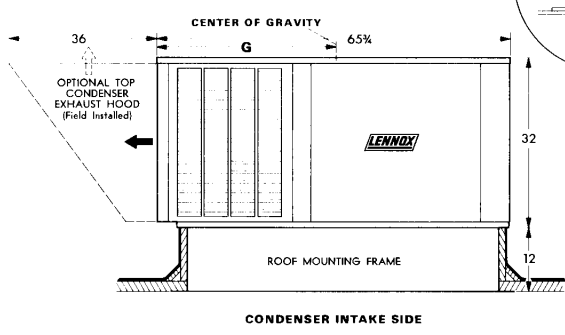 CENTER OF GRAVITY
36
G
65¾
OPTIONAL TOP
CONDENSER
EXHAUST HOOD
(Field Installed)
LENNOX
32
12
ROOF MOUNTING FRAME
CONDENSER INTAKE SIDE